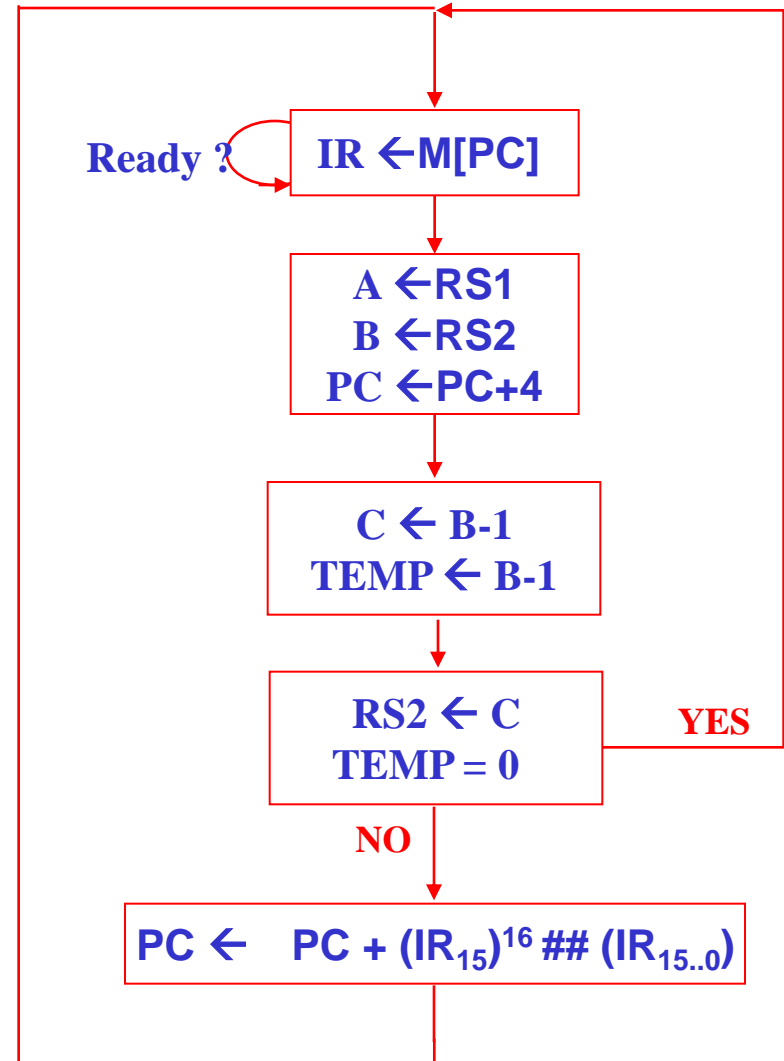 Ready ?
IR ←M[PC]
A ←RS1
B ←RS2
PC ←PC+4
C ← B-1
TEMP ← B-1
RS2 ← C
TEMP = 0
YES
NO
PC ← PC + (IR₁₅)¹⁶ ## (IR₁₅..₀)